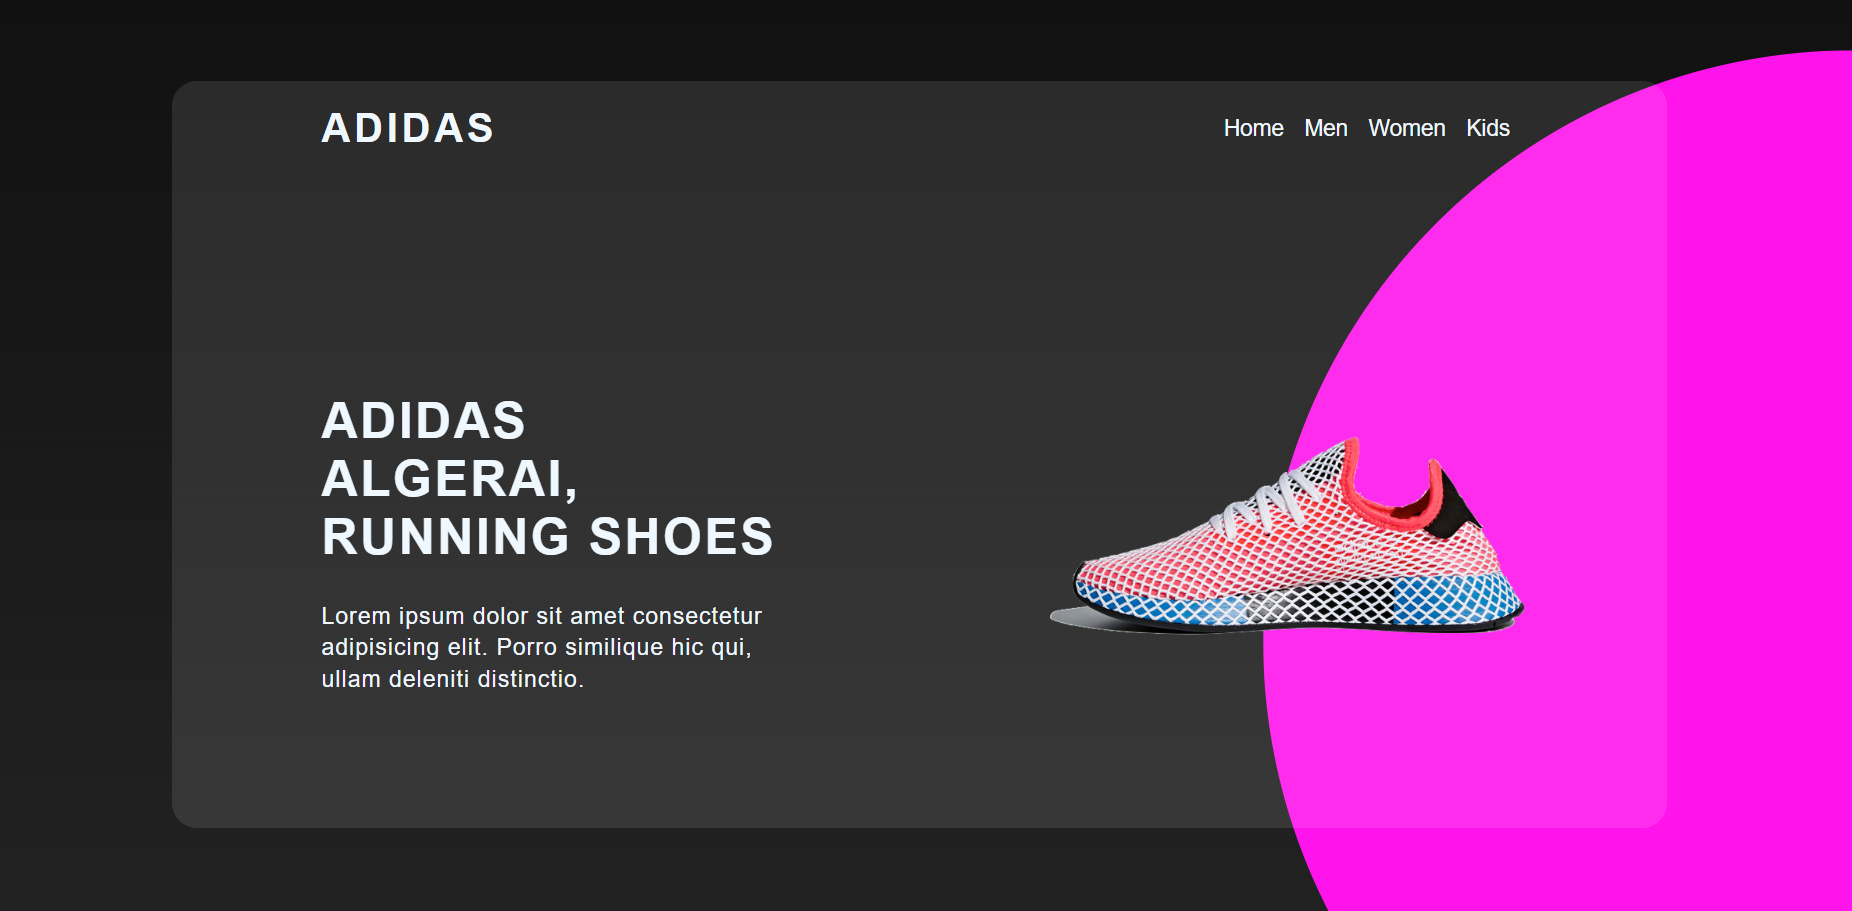 ADIDAS
Home Men Women Kids
ADIDAS
ALGERAI,
RUNNING SHOES
Lorem ipsum dolor sit amet consectetur
adipisicing elit. Porro similique hic qui,
ullam deleniti distinctio.